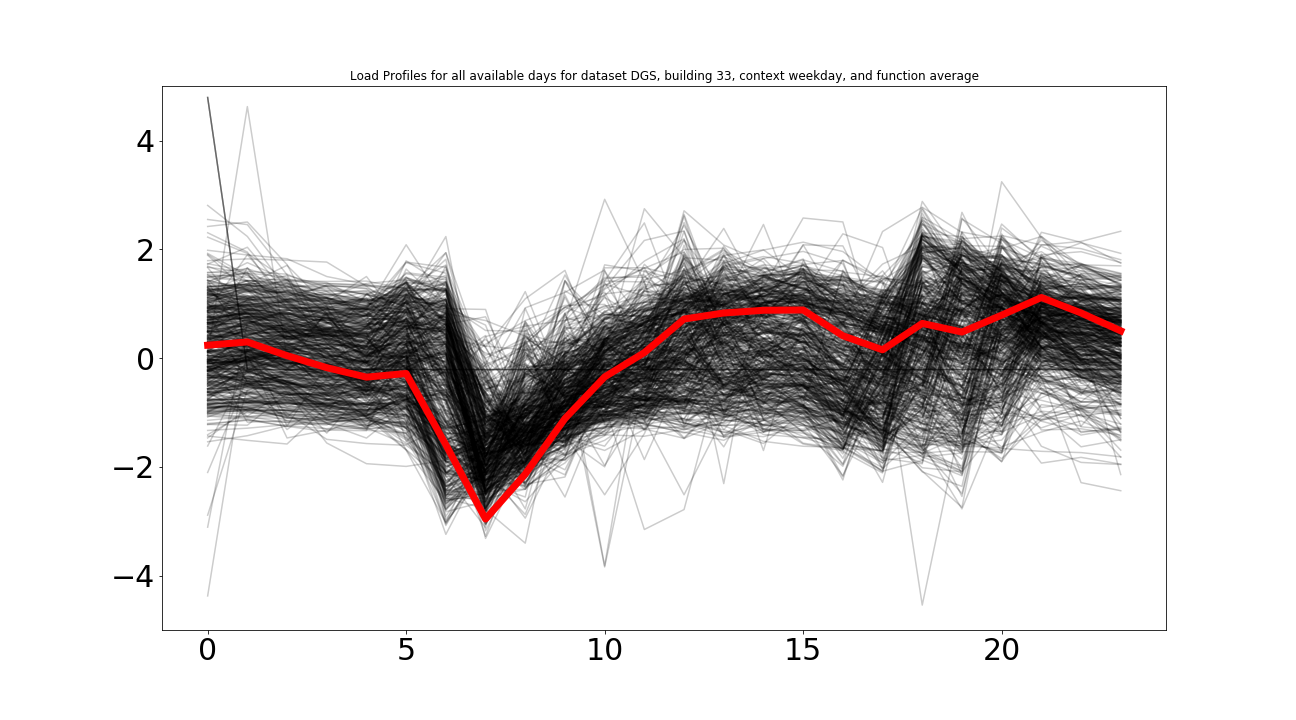 Load Profiles for all available days for dataset DGS, building 33, context weekday, and function average
4
2
0
−2
−4
0 5 10 15 20